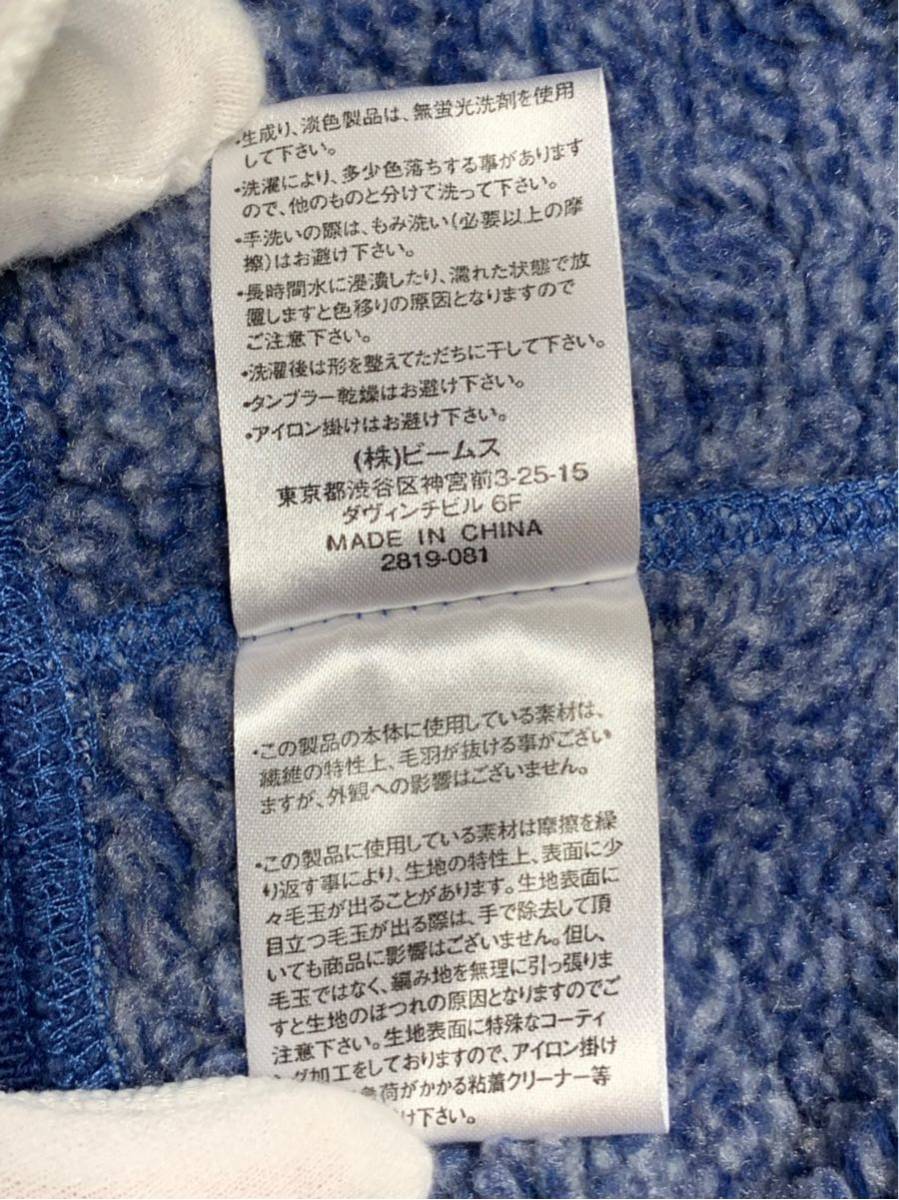 ・生成り、淡色製品は、無蛍光洗剤を使用
して下さい。
・洗濯により、多少色落ちする事があります
ので、他のものと分けて洗って下さい。
・手洗いの際は、もみ洗い(必要以上の摩
擦)はお避け下さい。
・長時間水に浸漬したり、濡れた状態で放
置しますと色移りの原因となりますので
ご注意下さい。
・洗濯後は形を整えてただちに干して下さい。
・タンブラー乾燥はお避け下さい。
・アイロン掛けはお避け下さい。
(株)ビームス
東京都渋谷区神宮前3-25-15
ダヴィンチビル 6F
MADE IN CHINA
2819-081
・この製品の本体に使用している素材は、
繊維の特性上、毛羽が抜ける事がござい
ますが、外観への影響はございません。
・この製品に使用している素材は摩擦を繰
り返す事により、生地の特性上、表面に少
々毛玉が出ることがあります。生地表面に
目立つ毛玉が出る際は、手で除去して頂
いても商品に影響はございません。但し、
毛玉ではなく、編み地を無理に引っ張りま
すと生地のほつれの原因となりますのでご
注意下さい。生地表面に特殊なコーティ
ング加工をしておりますので、アイロン掛け
荷がかかる粘着クリーナー等
け下さい。